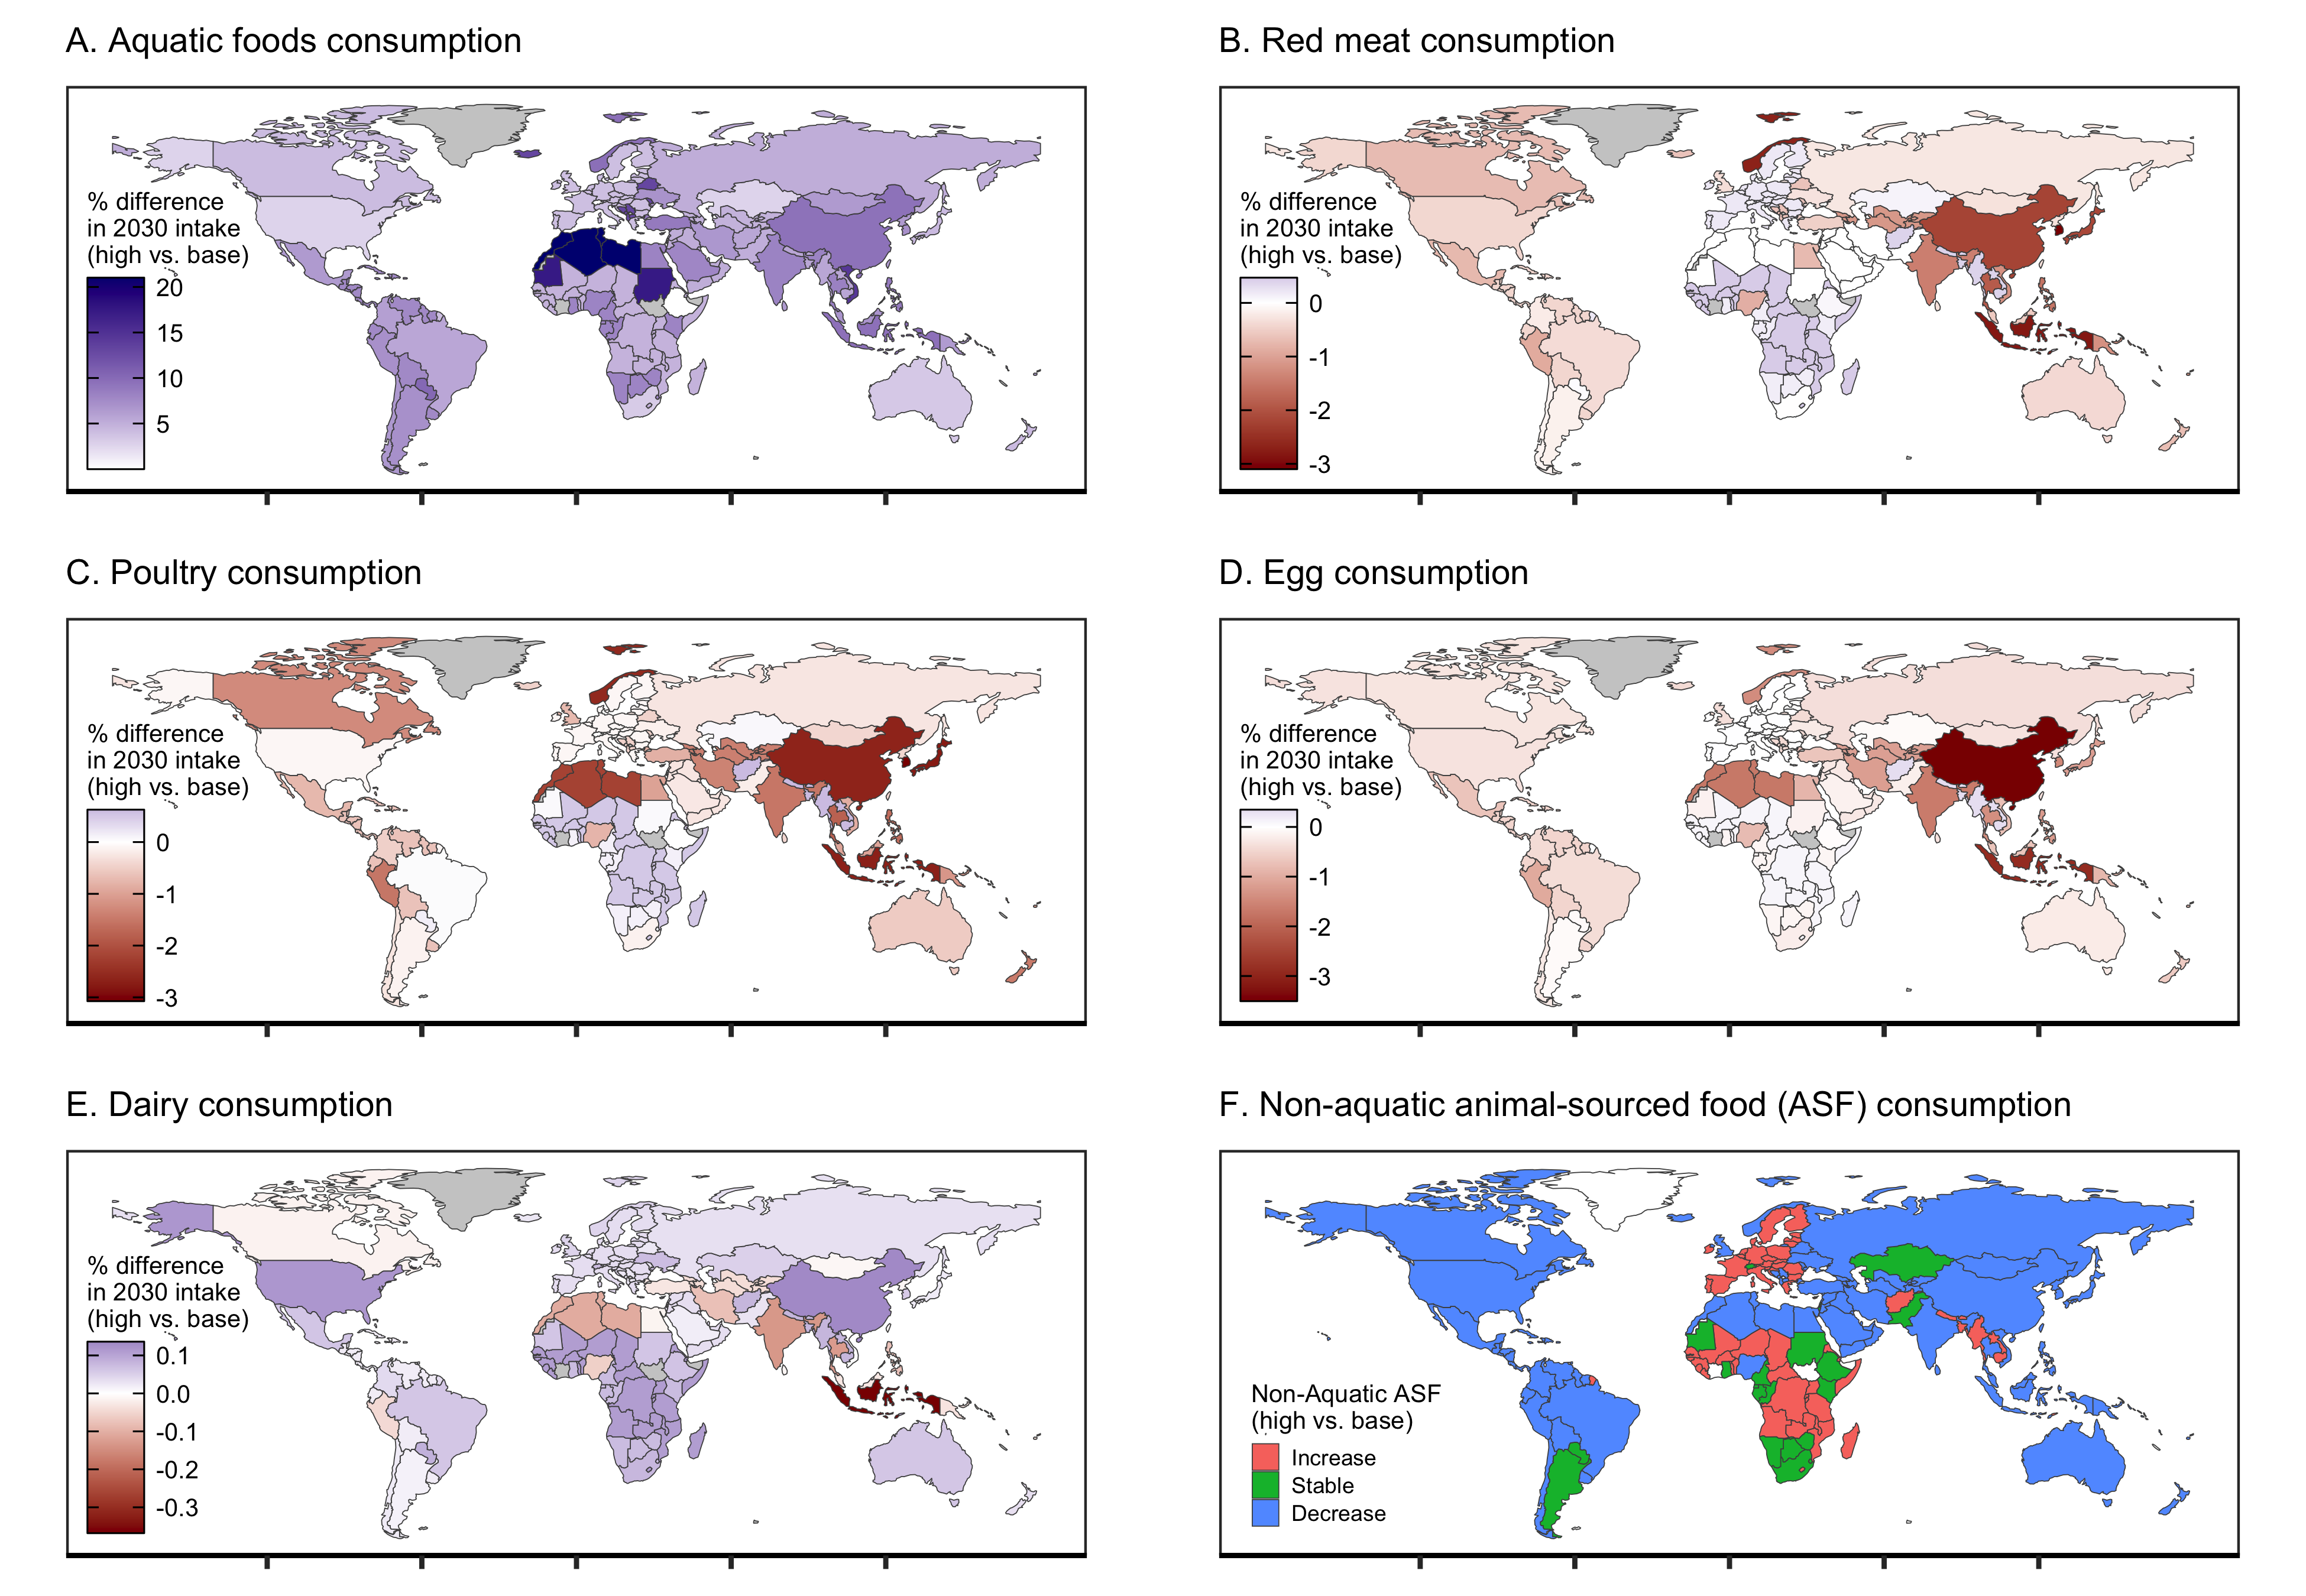 A. Aquatic foods consumption
% difference
in 2030 intake
(high vs. base)
20
15
10
5
B. Red meat consumption
% difference
in 2030 intake
(high vs. base)
0
-1
-2
-3
C. Poultry consumption
% difference
in 2030 intake
(high vs. base)
0
-1
-2
-3
D. Egg consumption
% difference
in 2030 intake
(high vs. base)
0
-1
-2
-3
E. Dairy consumption
% difference
in 2030 intake
(high vs. base)
0.1
0.0
-0.1
-0.2
-0.3
F. Non-aquatic animal-sourced food (ASF) consumption
Non-Aquatic ASF
(high vs. base)
Increase
Stable
Decrease